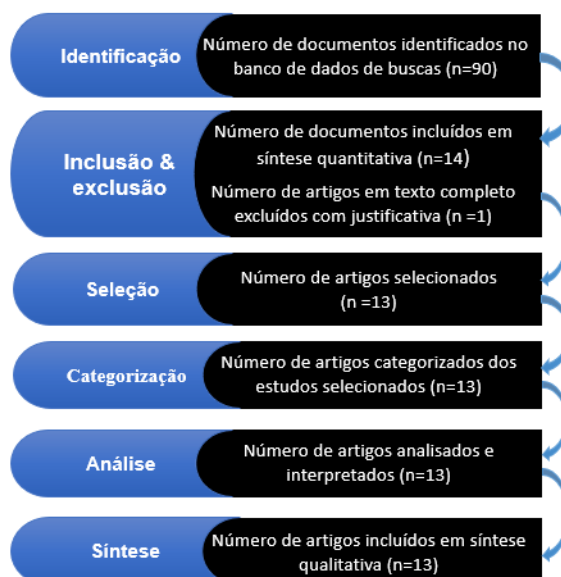 Identificação
Número de documentos identificados no
banco de dados de buscas (n=90)
Inclusão &
exclusão
Número de documentos incluídos em
síntese quantitativa (n=14)
Número de artigos em texto completo
excluídos com justificativa (n =1)
Seleção
Número de artigos selecionados
(n =13)
Categorização
Número de artigos categorizados dos
estudos selecionados (n=13)
Análise
Número de artigos analisados e
interpretados (n=13)
Síntese
Número de artigos incluídos em síntese
qualitativa (n=13)